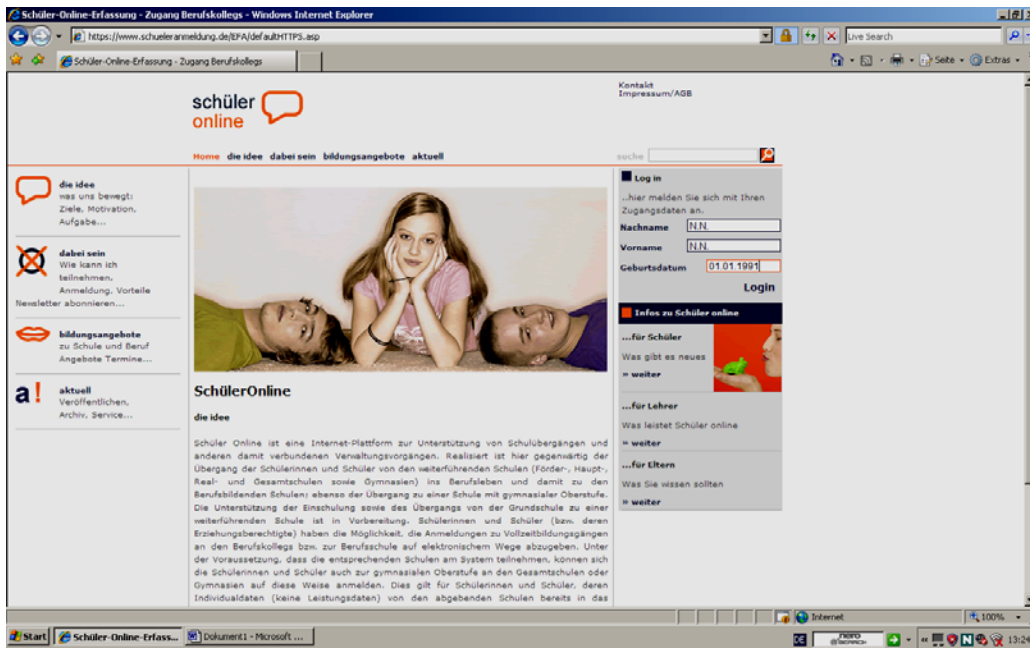 Schüler-Online-Erfassung - Zugang Berufskollegs - Windows Internet Explorer
https://www.schueleranmeldung.de/EFA/defaultHTTPS.asp
Live Search
Schüler-Online-Erfassung - Zugang Berufskollegs
Seite
Extras
schüler
online
Kontakt
Impressum/AGB
Home die idee dabei sein bildungsangebote aktuell
suche
die idee
was uns bewegt:
Ziele, Motivation,
Aufgabe...
dabei sein
Wie kann ich
teilnehmen,
Anmeldung, Vorteile
Newsletter abonnieren...
bildungsangebote
zu Schule und Beruf
Angebote Termine...
a!
aktuell
Veröffentlichen,
Archiv, Service...
SchülerOnline
die idee
Schüler Online ist eine Internet-Plattform zur Unterstützung von Schulübergängen und
anderen damit verbundenen Verwaltungsvorgängen. Realisiert ist hier gegenwärtig der
Übergang der Schülerinnen und Schüler von den weiterführenden Schulen (Förder-, Haupt-,
Real- und Gesamtschulen sowie Gymnasien) ins Berufsleben und damit zu den
Berufsbildenden Schulen; ebenso der Übergang zu einer Schule mit gymnasialer Oberstufe.
Die Unterstützung der Einschulung sowie des Übergangs von der Grundschule zu einer
weiterführenden Schule ist in Vorbereitung. Schülerinnen und Schüler (bzw. deren
Erziehungsberechtigte) haben die Möglichkeit, die Anmeldungen zu Vollzeitbildungsgängen
an den Berufskollegs bzw. zur Berufsschule auf elektronischem Wege abzugeben. Unter
der Voraussetzung, dass die entsprechenden Schulen am System teilnehmen, können sich
die Schülerinnen und Schüler auch zur gymnasialen Oberstufe an den Gesamtschulen oder
Gymnasien auf diese Weise anmelden. Dies gilt für Schülerinnen und Schüler, deren
Individualdaten (keine Leistungsdaten) von den abgebenden Schulen bereits in das
Log in
...hier melden Sie sich mit Ihren
Zugangsdaten an.
Nachname N.N.
Vorname N.N.
Geburtsdatum 01.01.1991
Login
Infos zu Schüler online
...für Schüler
Was gibt es neues
» weiter
...für Lehrer
Was leistet Schüler online
» weiter
...für Eltern
Was Sie wissen sollten
» weiter
Internet
100%
Start
Schüler-Online-Erfass...
Dokument1 - Microsoft ...
DE
nero
13:24